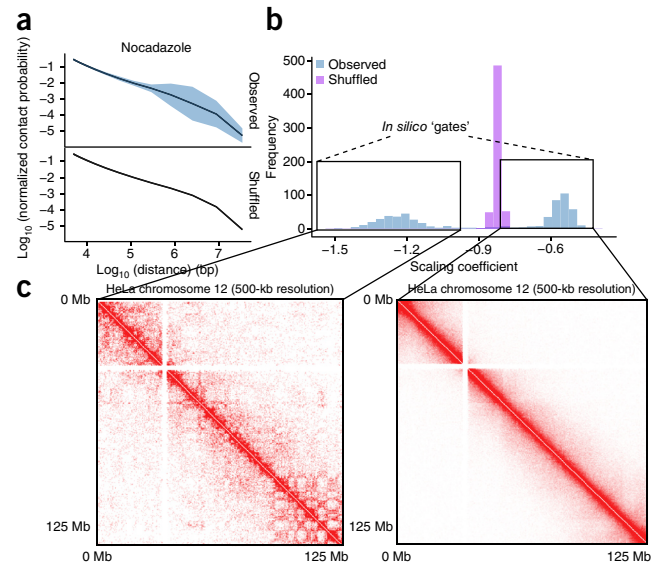 a
Nocadazole
Log10 (normalized contact probability)
−1
−2
−3
−4
−5
Observed
−1
−2
−3
−4
−5
Shuffled
4
5
6
7
Log10 (distance) (bp)
b
Observed
Shuffled
In silico ‘gates’
Frequency
500
400
300
200
100
0
−1.5
−1.2
−0.9
−0.6
Scaling coefficient
c
HeLa chromosome 12 (500-kb resolution)
0 Mb
125 Mb
0 Mb
125 Mb
HeLa chromosome 12 (500-kb resolution)
0 Mb
125 Mb
0 Mb
125 Mb